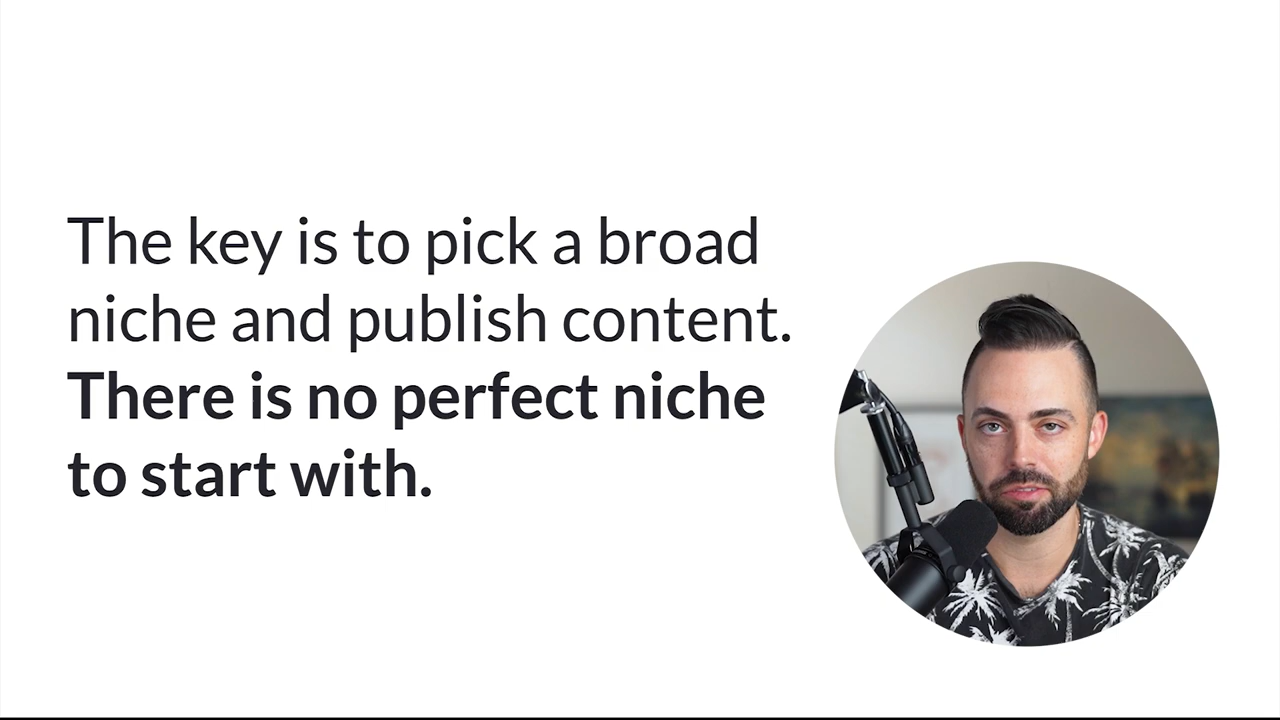 The key is to pick a broad
niche and publish content.
There is no perfect niche
to start with.